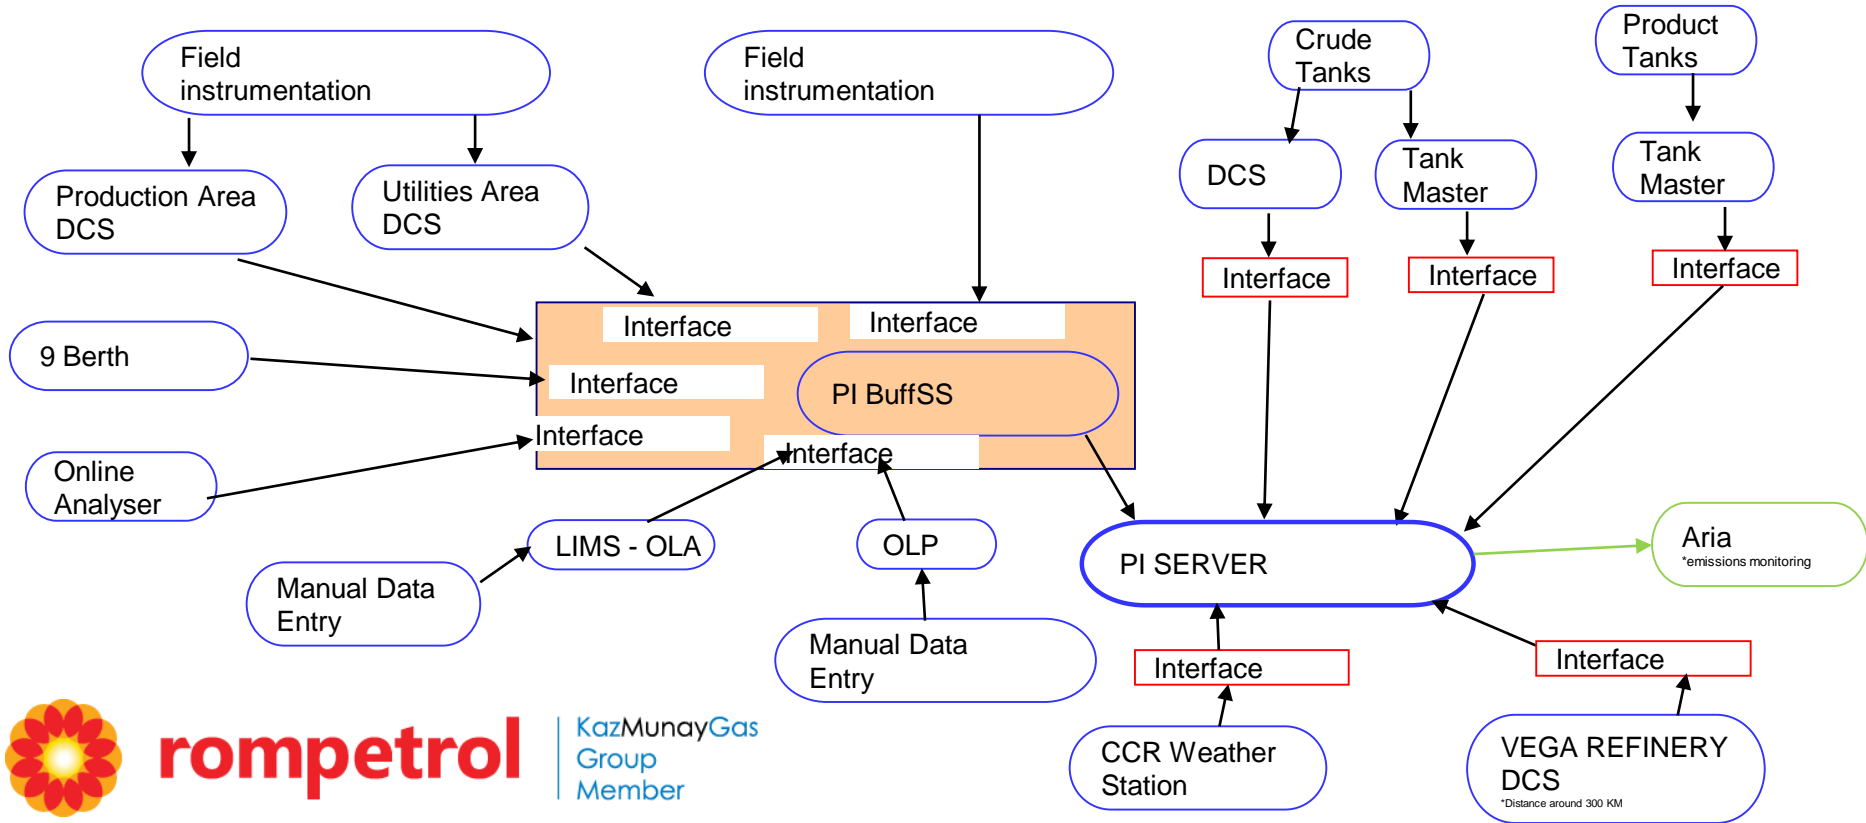 Field
instrumentation
Field
instrumentation
Crude
Tanks
Product
Tanks
Production Area
DCS
Utilities Area
DCS
DCS
Tank
Master
Tank
Master
Interface
Interface
Interface
Interface
Interface
9 Berth
Interface
PI BuffSS
Interface
Interface
Online
Analyser
LIMS - OLA
OLP
PI SERVER
Aria
*emissions monitoring
Manual Data
Entry
Manual Data
Entry
Interface
Interface
CCR Weather
Station
VEGA REFINERY
DCS
*Distance around 300 KM
rompetrol
KazMunayGas
Group
Member